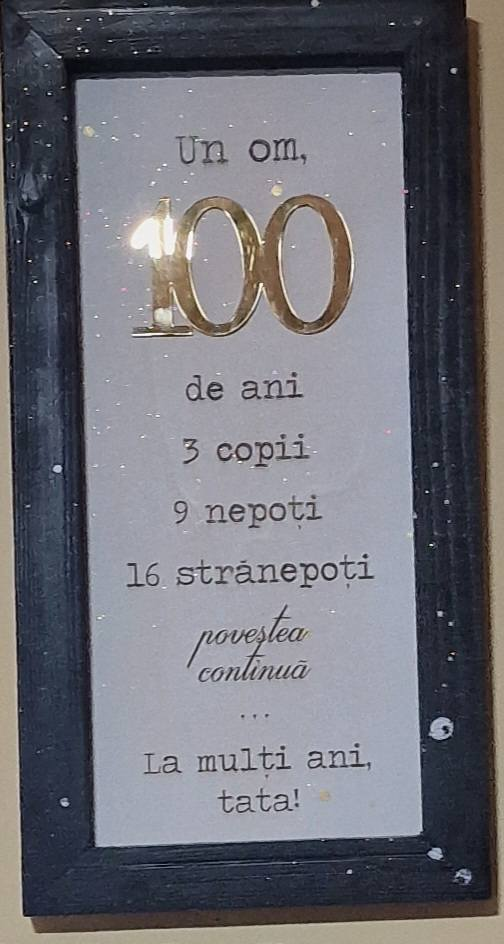 Un om,
100
de ani
3 copii
9 nepoți
16 strănepoți
povestea
continuă
...
La mulți ani,
tata!